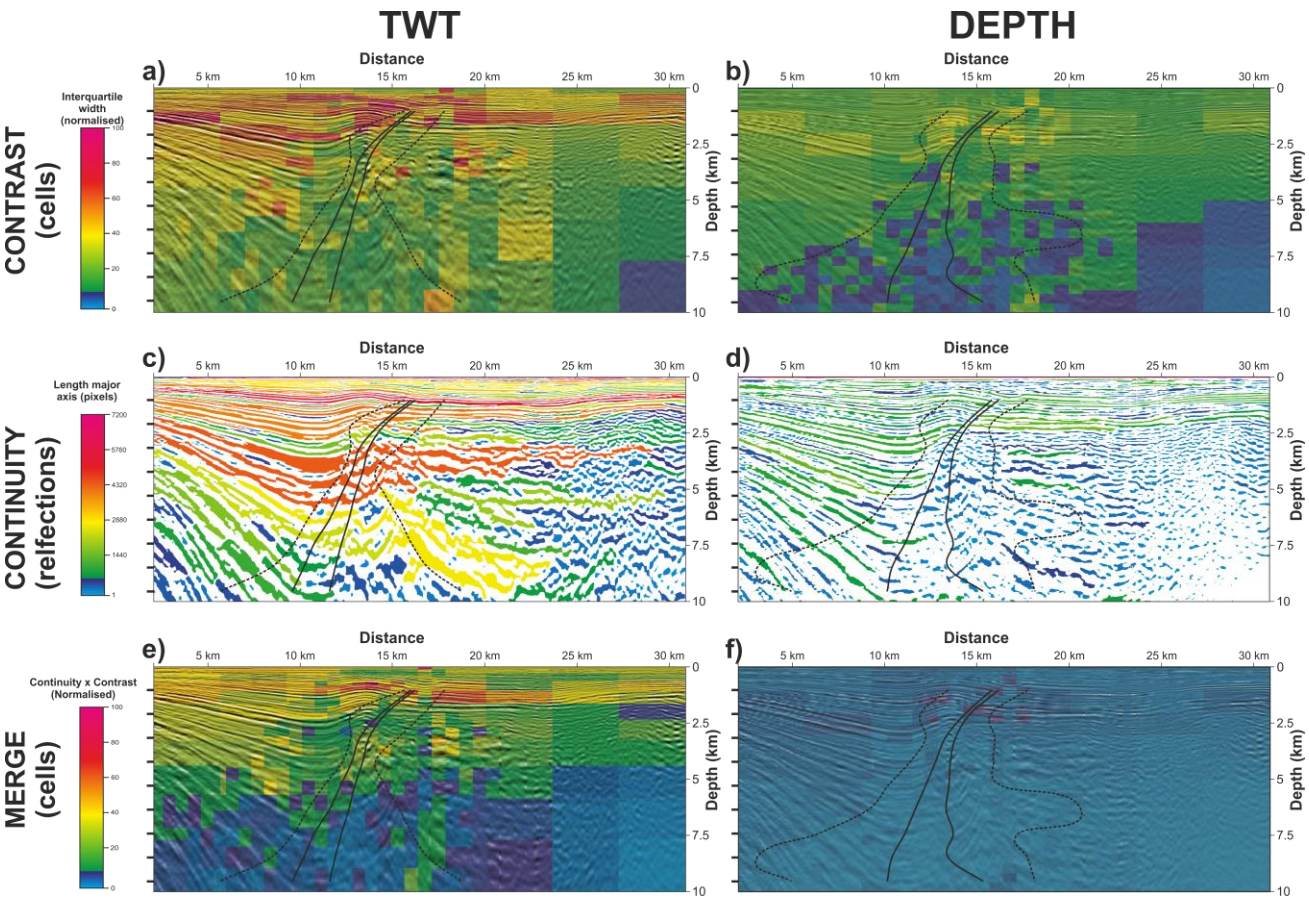 TWT
DEPTH
a)
Distance
5 km 10 km 15 km 20 km 25 km 30 km
b)
Distance
5 km 10 km 15 km 20 km 25 km 30 km
CONTRAST
(cells)
Interquartile
width
(normalised)
100
80
60
40
20
0
0
2.5
5
7.5
10
Depth (km)
0
2.5
5
7.5
10
Depth (km)
c)
Distance
5 km 10 km 15 km 20 km 25 km 30 km
d)
Distance
5 km 10 km 15 km 20 km 25 km 30 km
CONTINUITY
(relfections)
Length major
axis (pixels)
7200
5760
4320
2880
1440
1
0
2.5
5
7.5
10
Depth (km)
0
2.5
5
7.5
10
Depth (km)
e)
Distance
5 km 10 km 15 km 20 km 25 km 30 km
f)
Distance
5 km 10 km 15 km 20 km 25 km 30 km
MERGE
(cells)
Continuity x Contrast
(Normalised)
100
80
60
40
20
0
0
2.5
5
7.5
10
Depth (km)
0
2.5
5
7.5
10
Depth (km)